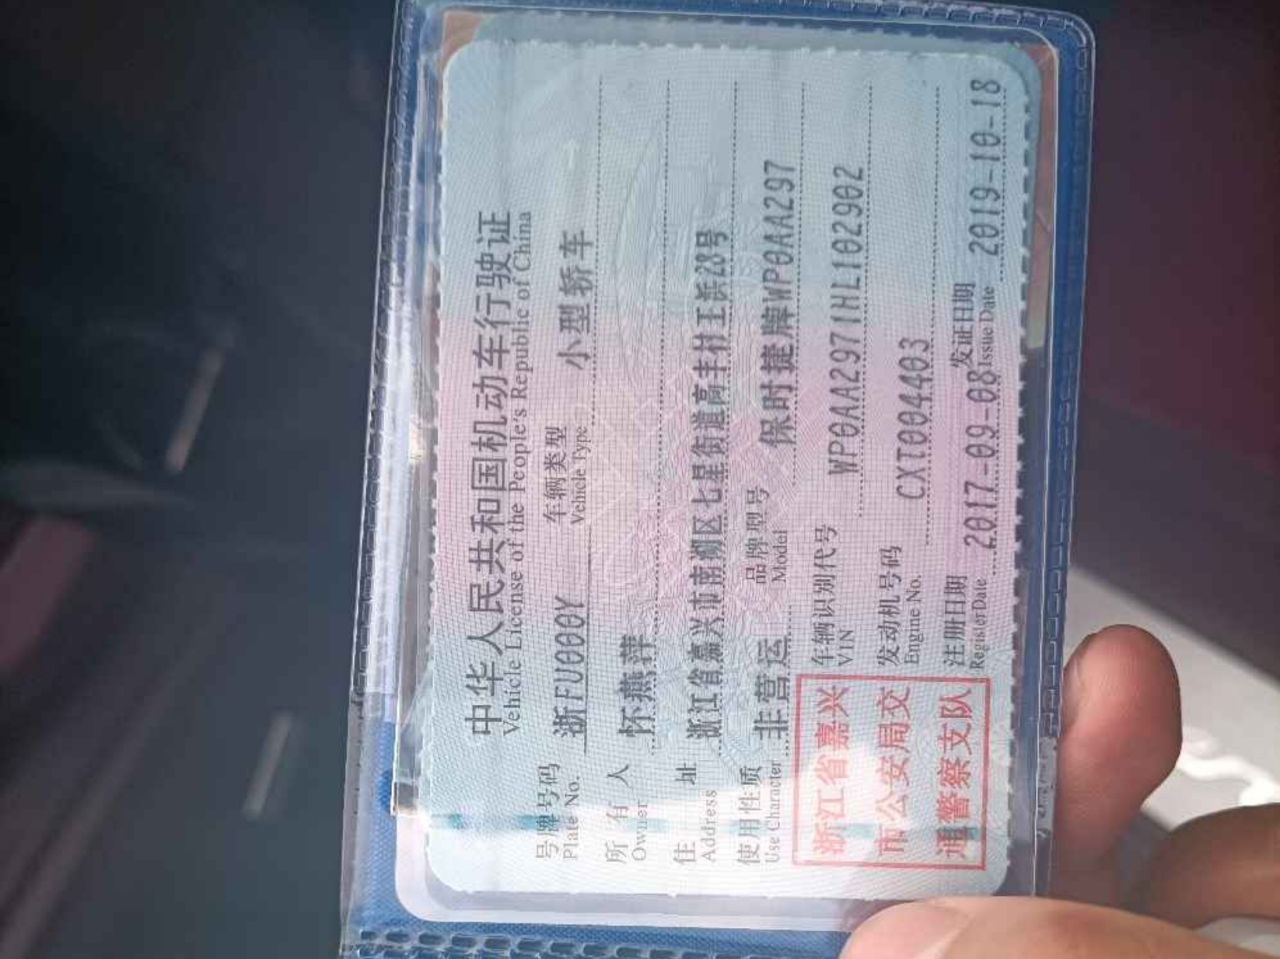 中华人民共和国机动车行驶证
Vehicle License of the People's Republic of China
号牌号码 浙FU000Y 车辆类型 小型轿车
Plate No. Vehicle Type
所有人 怀燕萍
Owner
住址 浙江省嘉兴市南湖区七星街道高丰村王浜28号
Address
使用性质 非营运 品牌型号 保时捷牌WP0AA297
Use Character Model
浙江省嘉兴
市公安局交
通警察支队
车辆识别代号 WP0AA2971HL102902
VIN
发动机号码 CXT004403
Engine No.
注册日期 2017-09-08 发证日期 2019-10-18
Register Date Issue Date